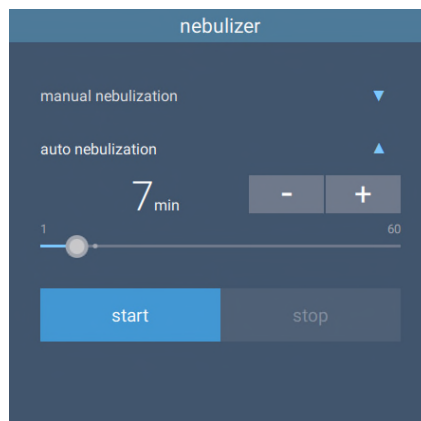 nebulizer
manual nebulization ▼
auto nebulization ▲
7 min - +
1 60
start stop